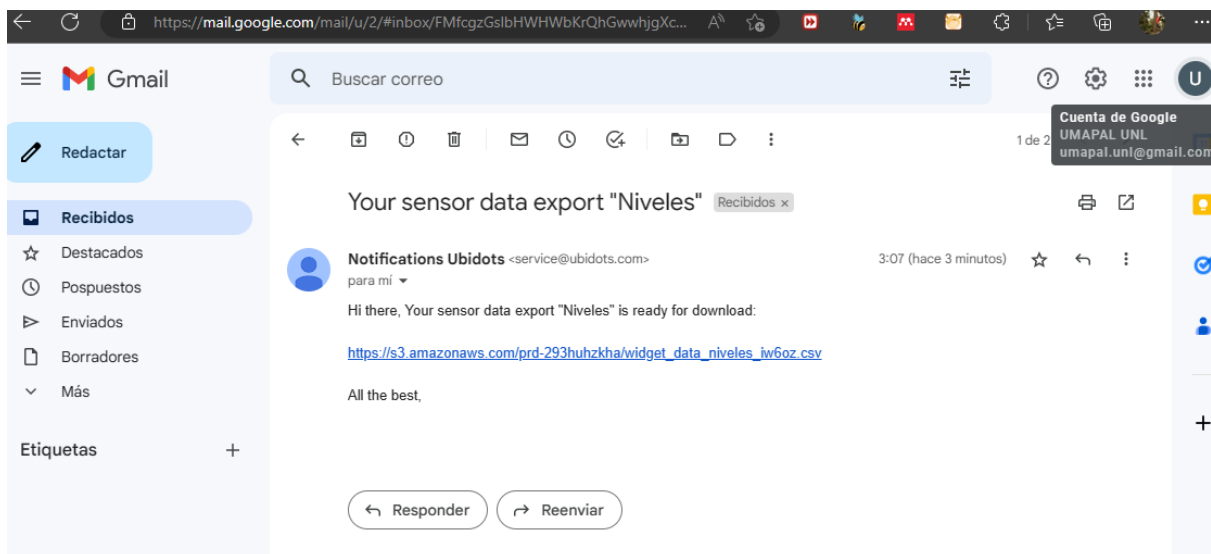 https://mail.google.com/mail/u/2/#inbox/FMfcgzGslbHWHWbKrQhGwwhjgXc...
Gmail
Buscar correo
U
Cuenta de Google
UMAPAL UNL
umapal.unl@gmail.com
Redactar
1 de 2
Your sensor data export "Niveles" Recibidos x
Recibidos
Destacados
Notifications Ubidots <service@ubidots.com> 3:07 (hace 3 minutos)
para mí
Pospuestos
Hi there, Your sensor data export "Niveles" is ready for download:
Enviados
https://s3.amazonaws.com/prd-293huhzkha/widget_data_niveles_iw6oz.csv
Borradores
Más
All the best,
Etiquetas
Responder
Reenviar